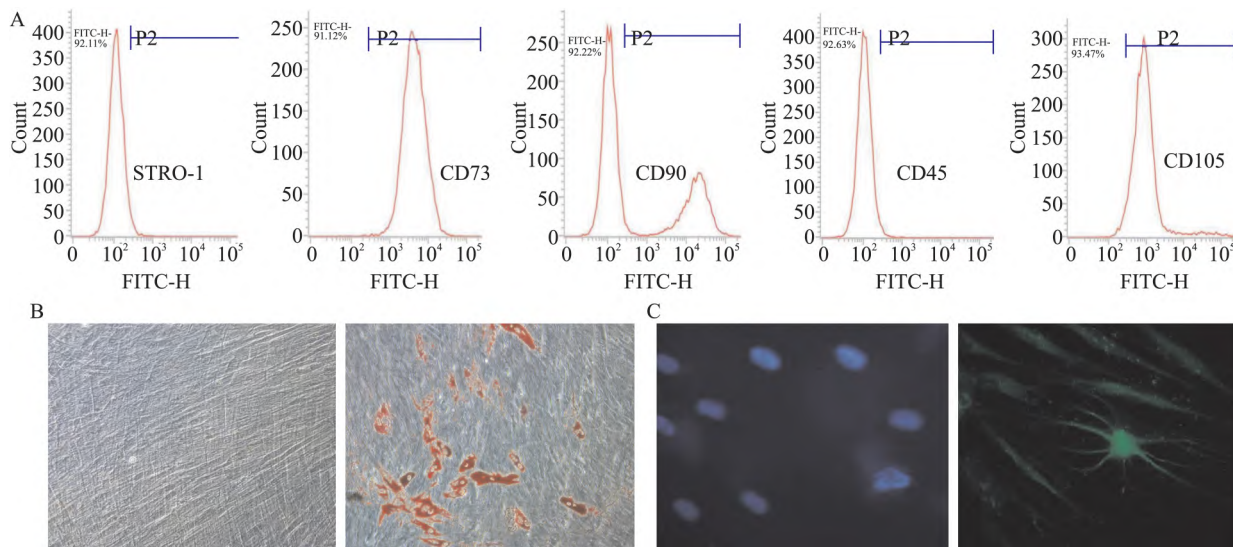 A
FITC-H-
92.11%
P2
400
350
300
250
200
150
100
50
0
Count
STRO-1
0 10² 10³ 10⁴ 10⁵
FITC-H
FITC-H-
91.12%
P2
250
200
150
100
50
0
Count
CD73
0 10² 10³ 10⁴ 10⁵
FITC-H
FITC-H-
92.22%
P2
250
200
150
100
50
0
Count
CD90
0 10² 10³ 10⁴ 10⁵
FITC-H
FITC-H-
92.63%
P2
400
350
300
250
200
150
100
50
0
Count
CD45
0 10² 10³ 10⁴ 10⁵
FITC-H
FITC-H-
93.47%
P2
300
250
200
150
100
50
0
Count
CD105
0 10² 10³ 10⁴ 10⁵
FITC-H
B
C